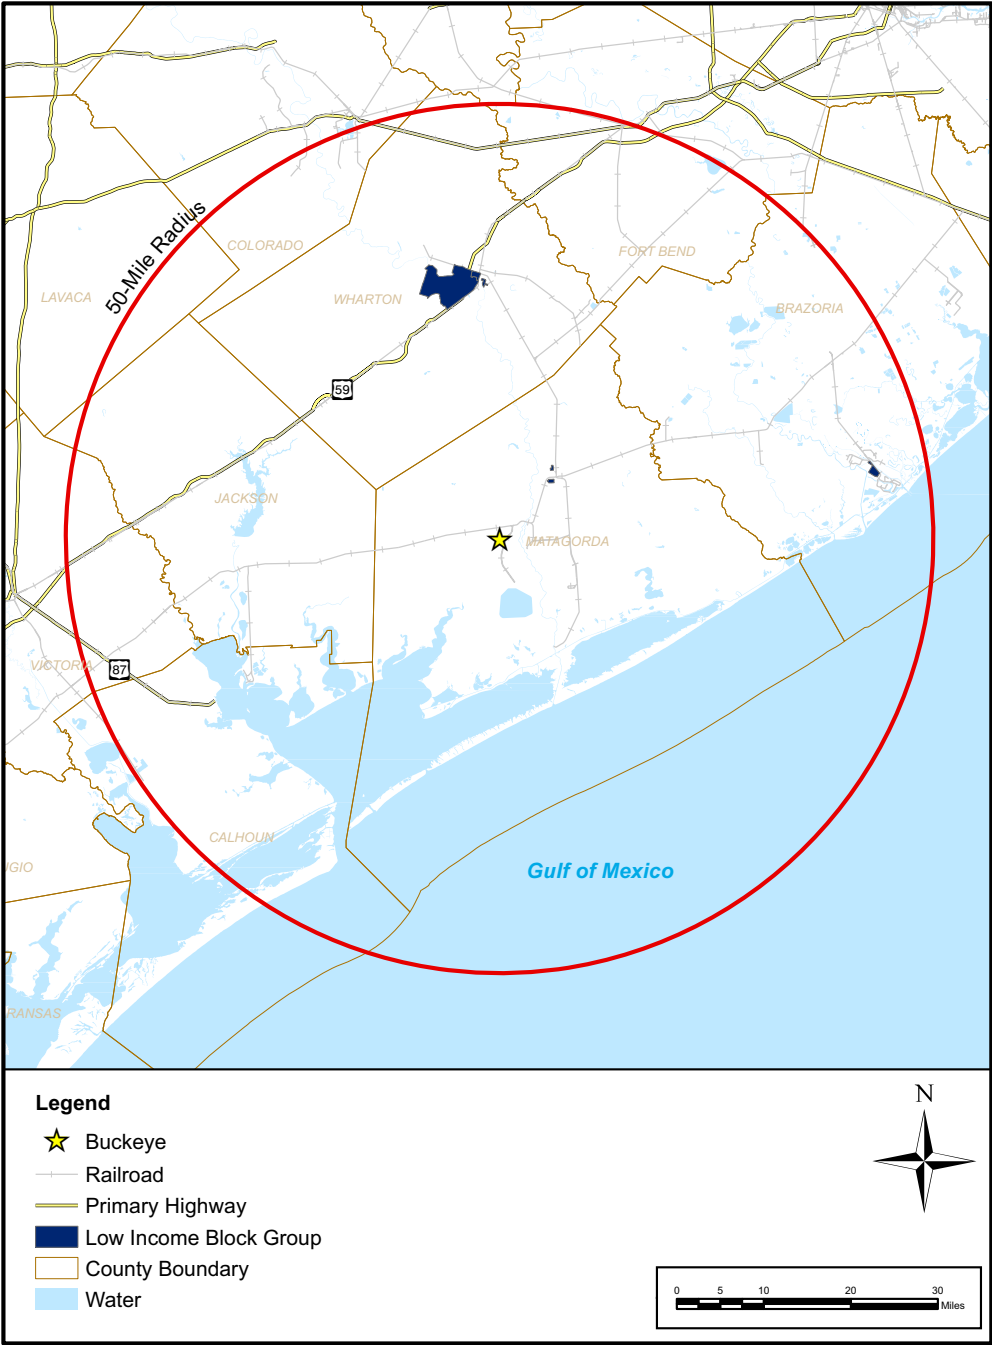 50-Mile Radius
COLORADO
FORT BEND
LAVACA
WHARTON
BRAZORIA
59
JACKSON
MATAGORDA
VICTORIA
87
CALHOUN
Gulf of Mexico
Legend
Buckeye
Railroad
Primary Highway
Low Income Block Group
County Boundary
Water
N
0 5 10 20 30
Miles